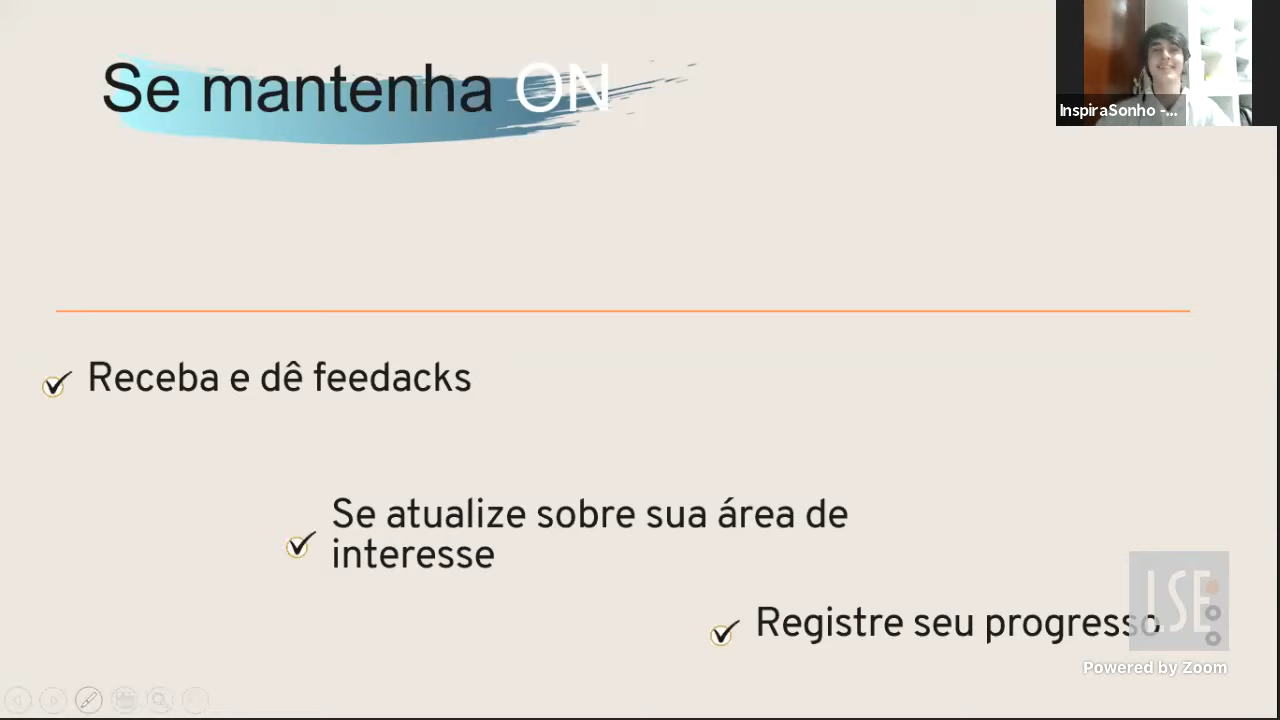 Se mantenha ON
InspiraSonho -...
Receba e dê feedacks
Se atualize sobre sua área de
interesse
Registre seu progresso
LSE
Powered by Zoom